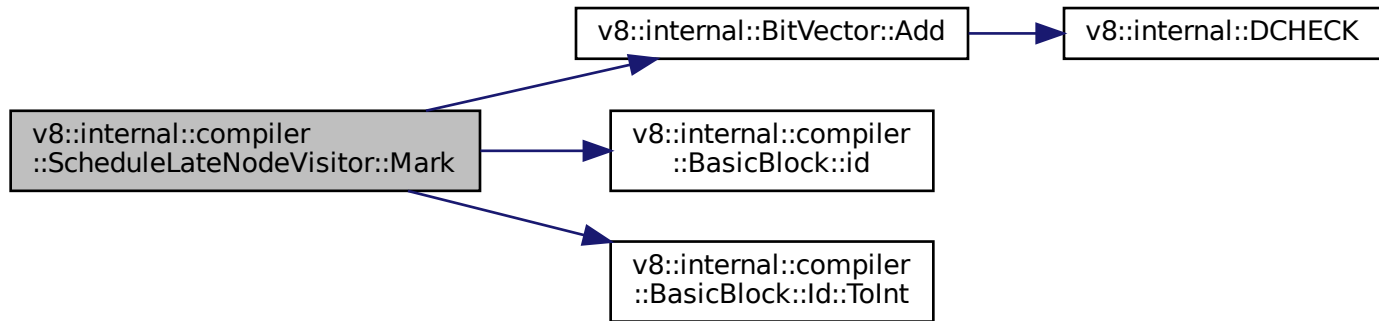 v8::internal::BitVector::Add
v8::internal::DCHECK
v8::internal::compiler
::ScheduleLateNodeVisitor::Mark
v8::internal::compiler
::BasicBlock::id
v8::internal::compiler
::BasicBlock::Id::ToInt